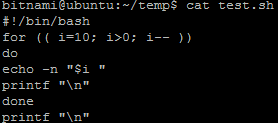 bitnami@ubuntu:~/temp$ cat test.sh
#!/bin/bash
for (( i=10; i>0; i-- ))
do
echo -n "$i "
printf "\n"
done
printf "\n"